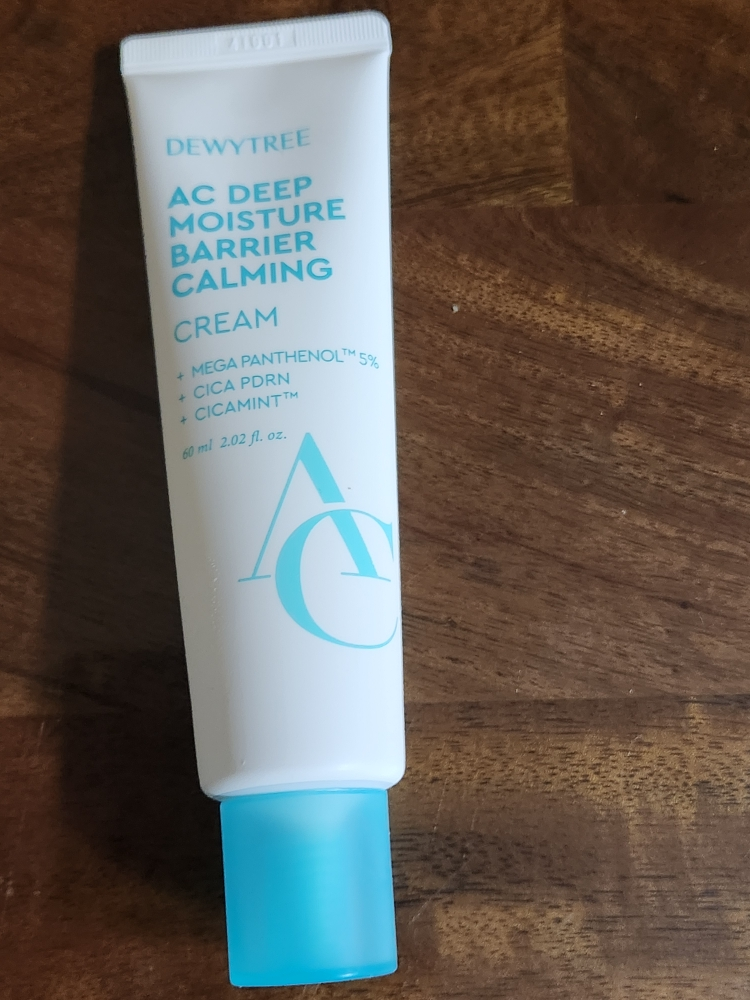 DEWYTREE
AC DEEP
MOISTURE
BARRIER
CALMING
CREAM
+ MEGA PANTHENOL™ 5%
+ CICA PDRN
+ CICAMINT™
60 ml 2.02 fl. oz.
AC